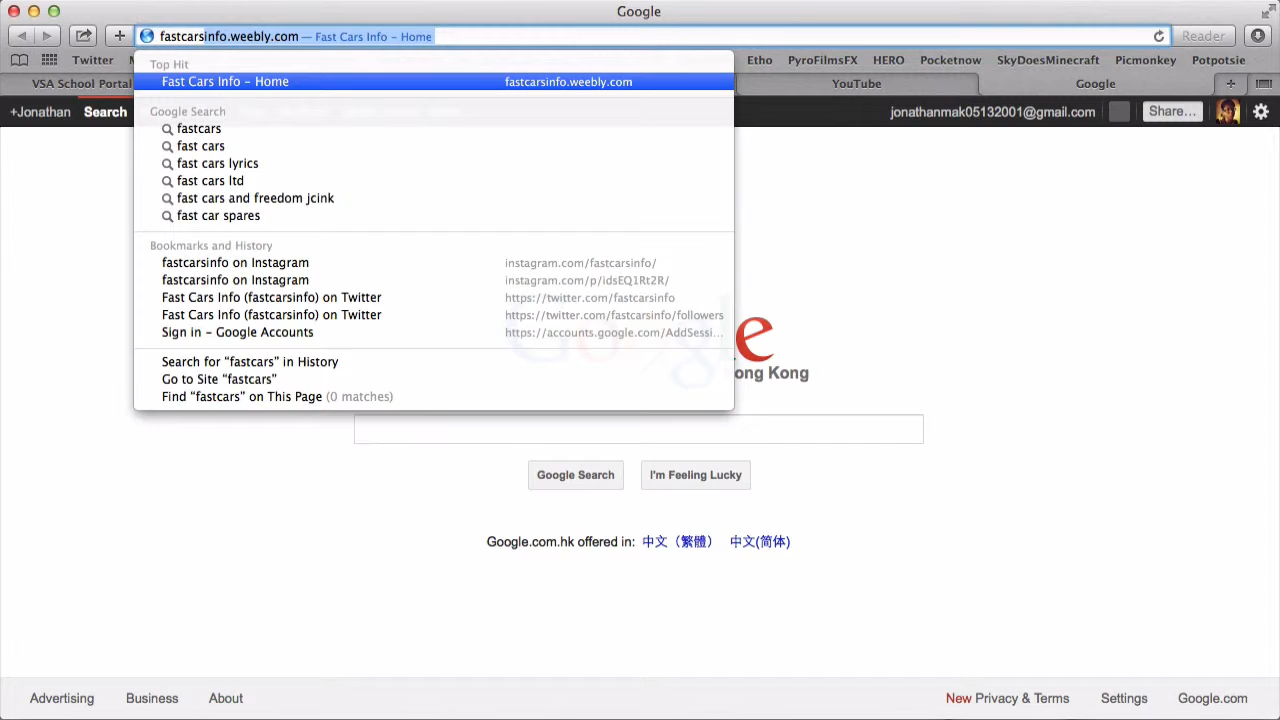 Google
fastcarsinfo.weebly.com — Fast Cars Info – Home
Reader
Twitter
Etho
PyroFilmsFX
HERO
Pocketnow
SkyDoesMinecraft
Picmonkey
Potpotsie
VSA School Portal
YouTube
Google
+Jonathan
Search
jonathanmak05132001@gmail.com
Share...
Top Hit
Fast Cars Info – Home fastcarsinfo.weebly.com
Google Search
fastcars
fast cars
fast cars lyrics
fast cars ltd
fast cars and freedom jcink
fast car spares
Bookmarks and History
fastcarsinfo on Instagram instagram.com/fastcarsinfo/
fastcarsinfo on Instagram instagram.com/p/idsEQ1Rt2R/
Fast Cars Info (fastcarsinfo) on Twitter https://twitter.com/fastcarsinfo
Fast Cars Info (fastcarsinfo) on Twitter https://twitter.com/fastcarsinfo/followers
Sign in – Google Accounts https://accounts.google.com/AddSessi...
Search for “fastcars” in History
Go to Site “fastcars”
Find “fastcars” on This Page (0 matches)
ong Kong
Google Search
I'm Feeling Lucky
Google.com.hk offered in: 中文（繁體） 中文(简体)
Advertising
Business
About
New Privacy & Terms
Settings
Google.com